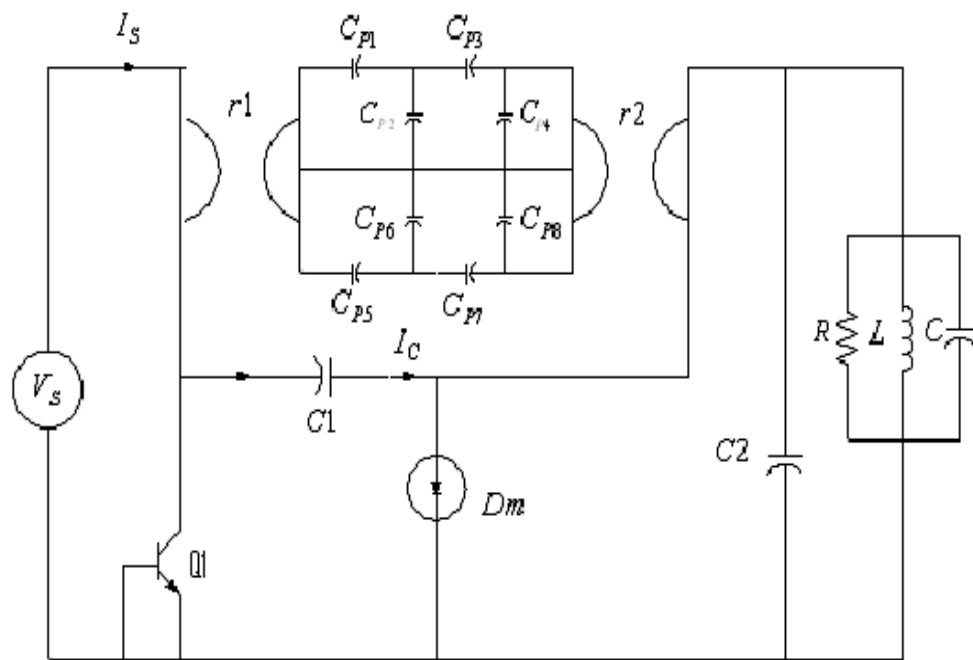 I_S
C_P1
C_P3
r1
C_P2
C_P4
r2
C_P6
C_P8
C_P5
C_P7
R
L
C
I_C
V_S
C1
C2
Dm
Q1